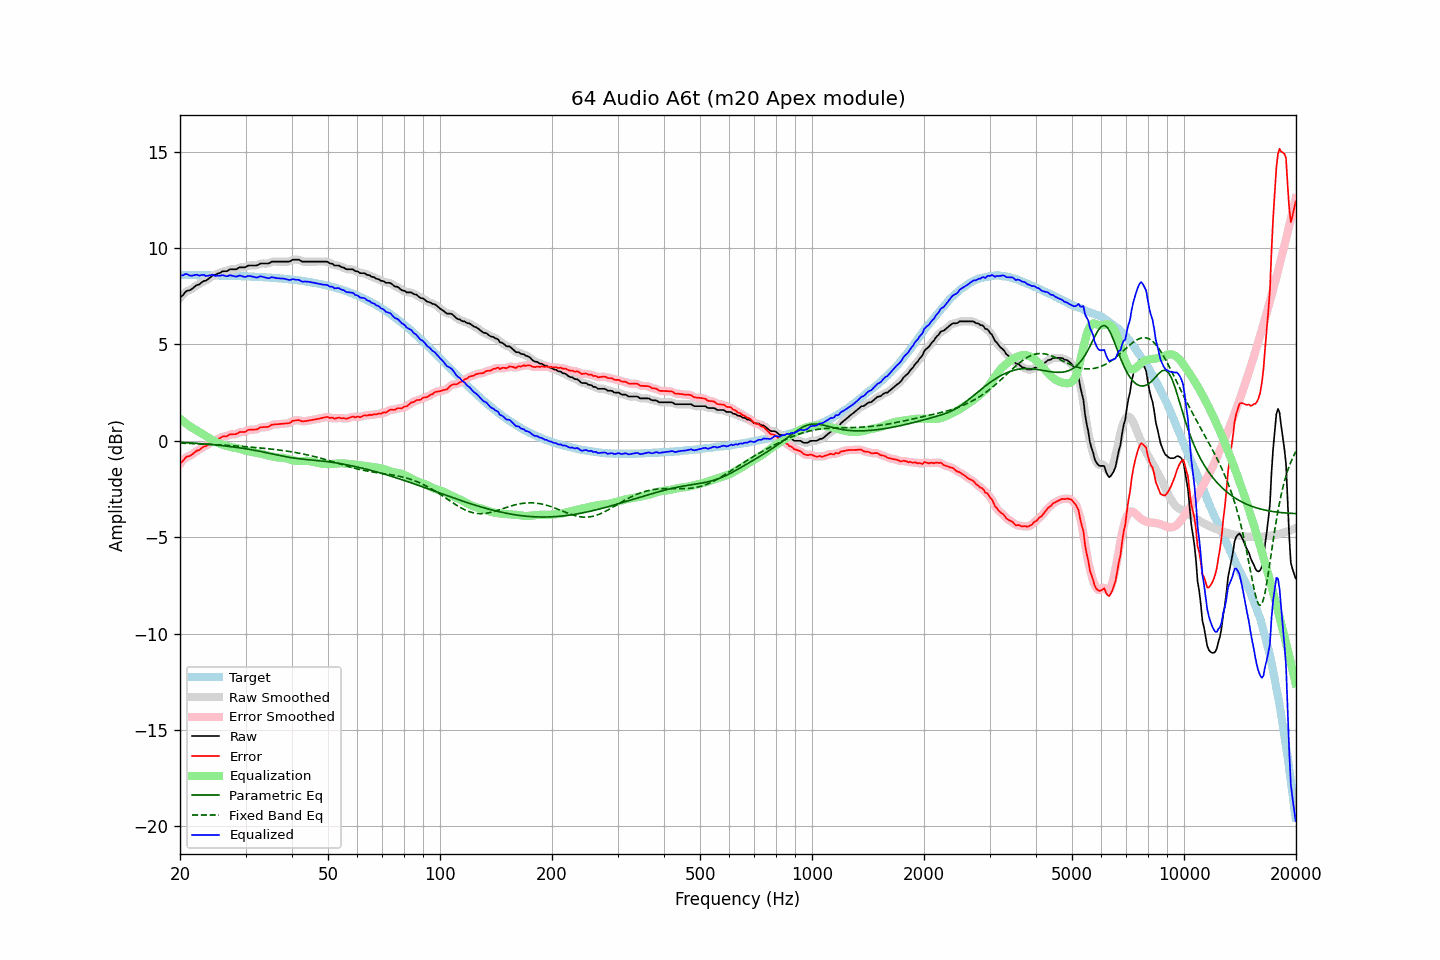 64 Audio A6t (m20 Apex module)
Amplitude (dBr)
15
10
5
0
−5
−10
−15
−20
Target
Raw Smoothed
Error Smoothed
Raw
Error
Equalization
Parametric Eq
Fixed Band Eq
Equalized
20 50 100 200 500 1000 2000 5000 10000 20000
Frequency (Hz)